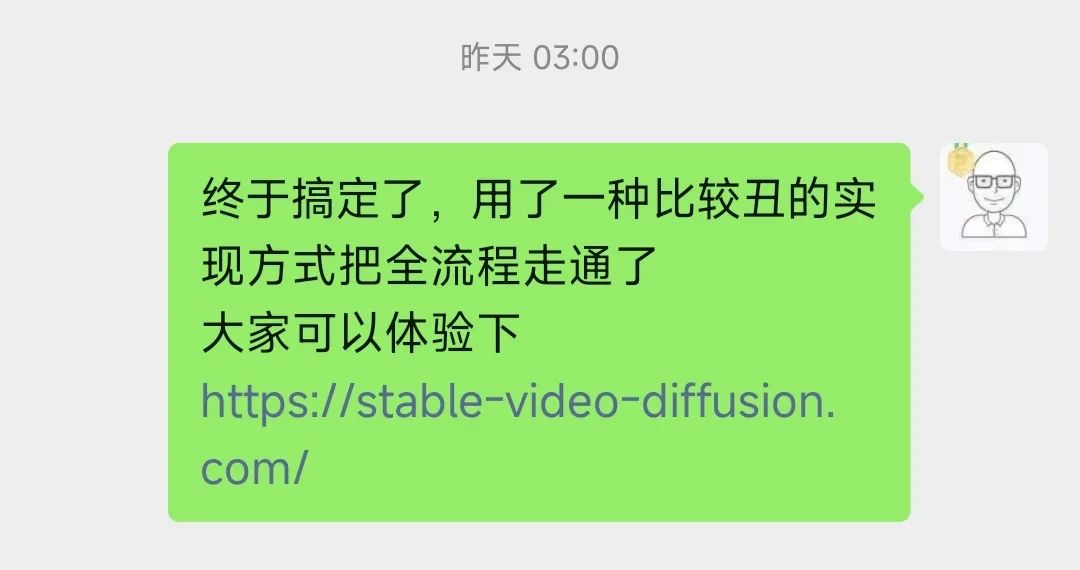 昨天 03:00
终于搞定了，用了一种比较丑的实
现方式把全流程走通了
大家可以体验下
https://stable-video-diffusion.
com/